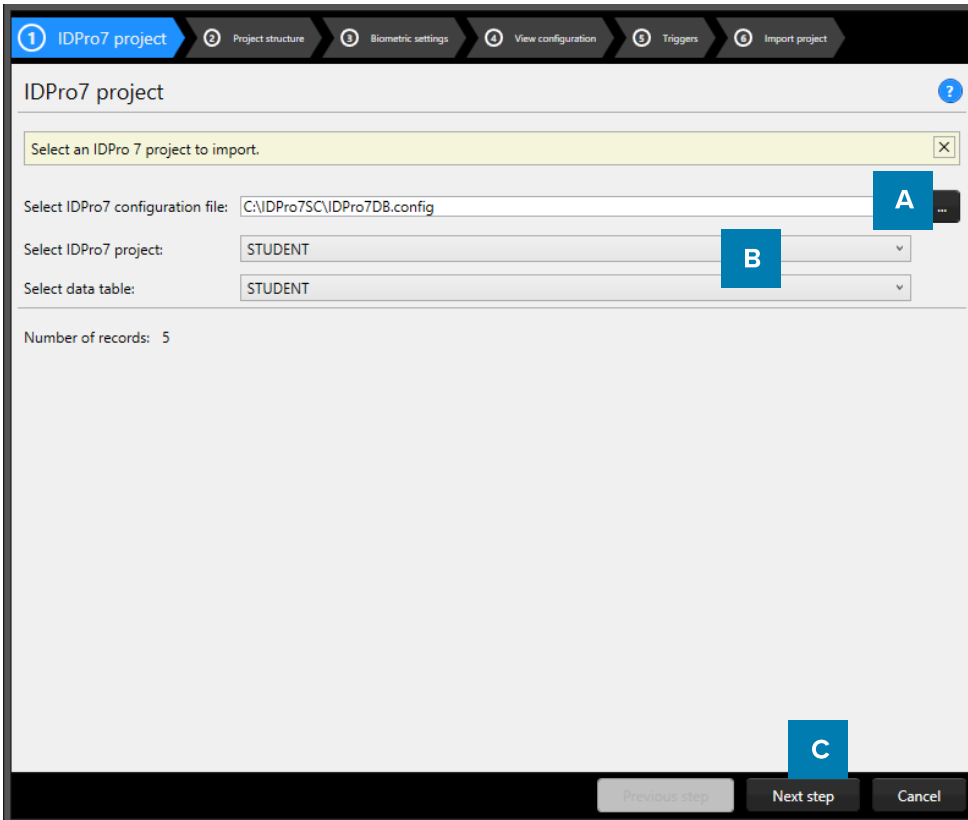 1 IDPro7 project 2 Project structure 3 Biometric settings 4 View configuration 5 Triggers 6 Import project
IDPro7 project ?
Select an IDPro 7 project to import.
Select IDPro7 configuration file: C:\IDPro7SC\IDPro7DB.config A ...
Select IDPro7 project: STUDENT B
Select data table: STUDENT
Number of records: 5
C
Previous step Next step Cancel